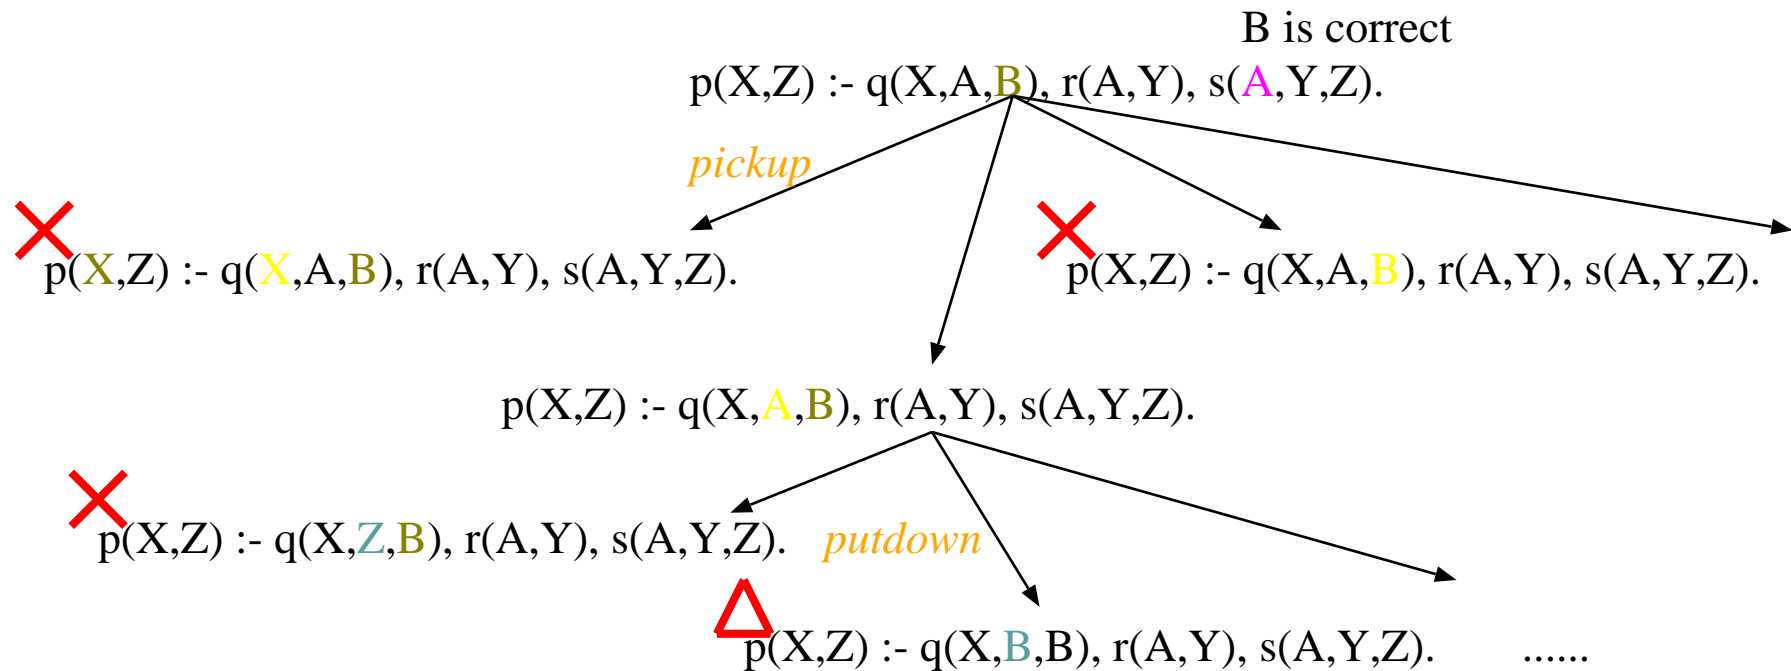 B is correct
p(X,Z) :- q(X,A,B), r(A,Y), s(A,Y,Z).
pickup
p(X,Z) :- q(X,A,B), r(A,Y), s(A,Y,Z).
p(X,Z) :- q(X,A,B), r(A,Y), s(A,Y,Z).
p(X,Z) :- q(X,A,B), r(A,Y), s(A,Y,Z).
p(X,Z) :- q(X,Z,B), r(A,Y), s(A,Y,Z).
putdown
p(X,Z) :- q(X,B,B), r(A,Y), s(A,Y,Z).
......